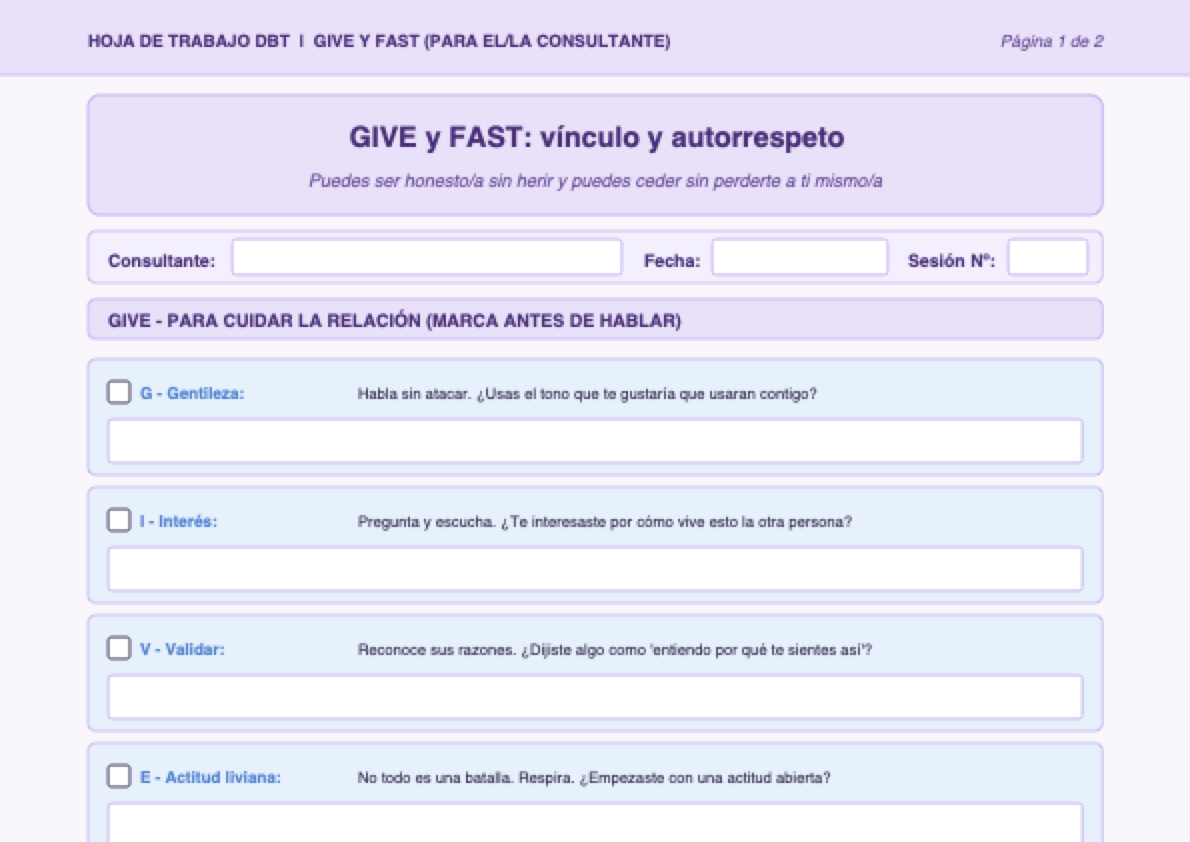 HOJA DE TRABAJO DBT | GIVE Y FAST (PARA EL/LA CONSULTANTE)
Página 1 de 2
GIVE y FAST: vínculo y autorrespeto
Puedes ser honesto/a sin herir y puedes ceder sin perderte a ti mismo/a
Consultante: Fecha: Sesión Nº:
GIVE - PARA CUIDAR LA RELACIÓN (MARCA ANTES DE HABLAR)
G - Gentileza: Habla sin atacar. ¿Usas el tono que te gustaría que usaran contigo?
I - Interés: Pregunta y escucha. ¿Te interesaste por cómo vive esto la otra persona?
V - Validar: Reconoce sus razones. ¿Dijiste algo como 'entiendo por qué te sientes así'?
E - Actitud liviana: No todo es una batalla. Respira. ¿Empezaste con una actitud abierta?